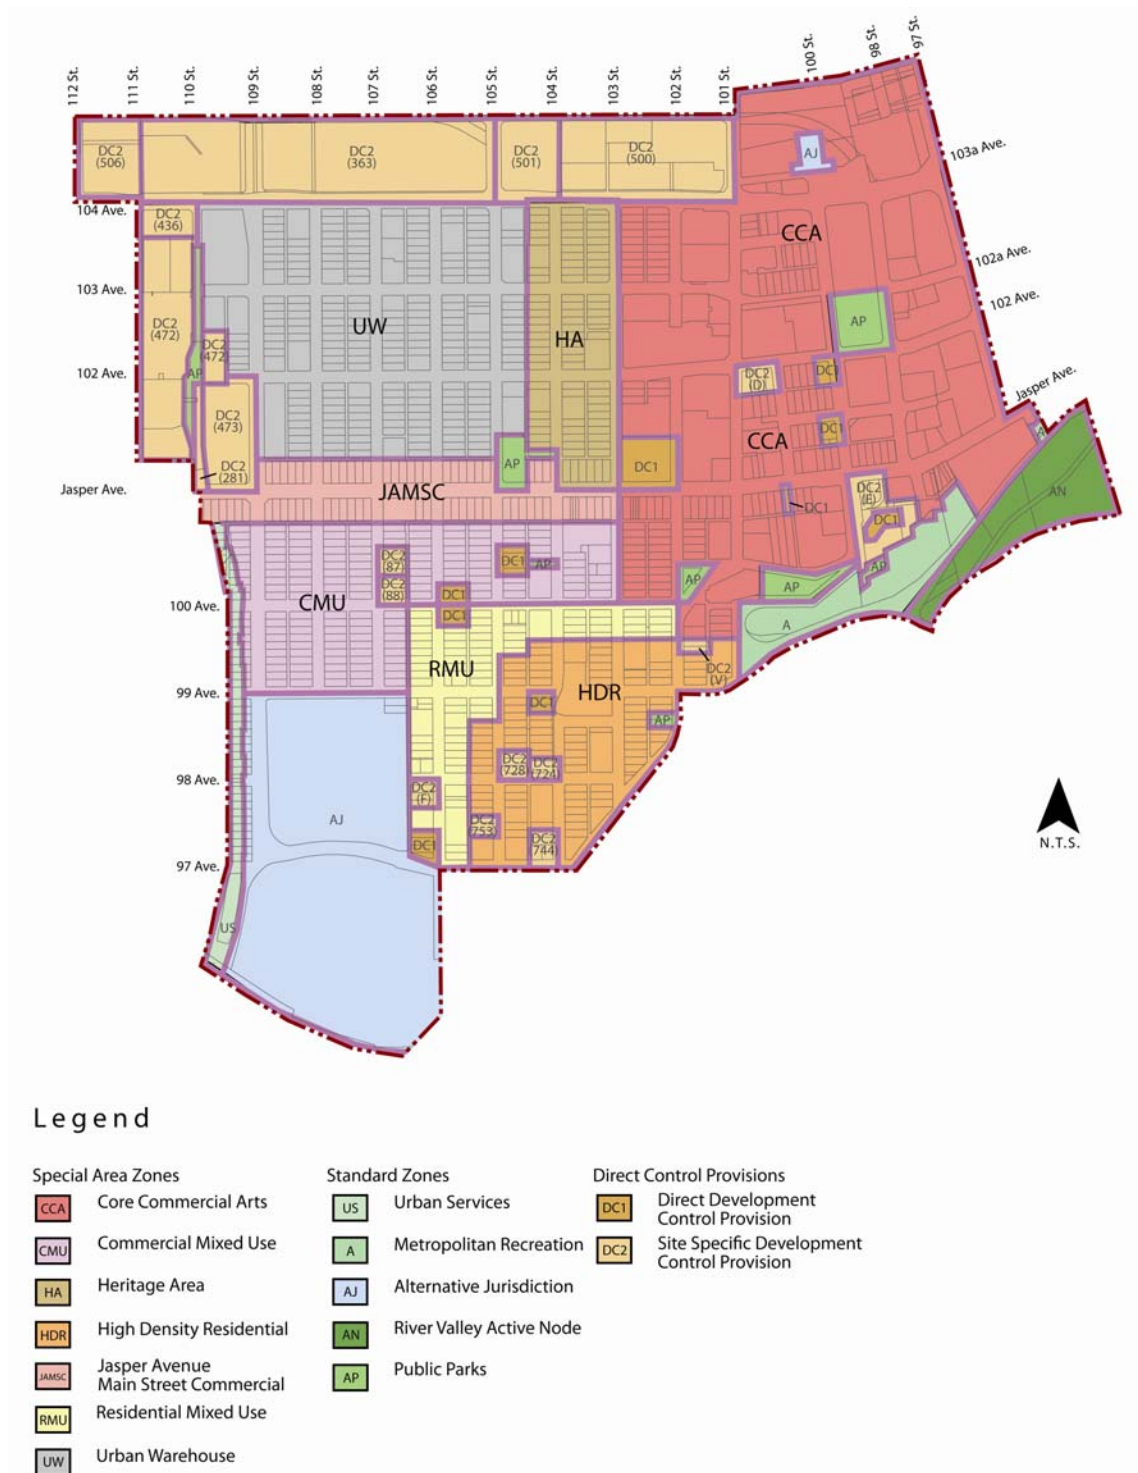 112 St.
111 St.
110 St.
109 St.
108 St.
107 St.
106 St.
105 St.
104 St.
103 St.
102 St.
101 St.
100 St.
98 St.
97 St.
103a Ave.
DC2
(506)
DC2
(363)
DC2
(501)
DC2
(500)
AJ
104 Ave.
DC2
(436)
CCA
102a Ave.
103 Ave.
102 Ave.
DC2
(472)
UW
HA
AP
DC2
(472)
102 Ave.
AP
DC2
(D)
DC1
Jasper Ave.
DC2
(473)
CCA
DC1
A
DC2
(281)
AP
DC1
Jasper Ave.
JAMSC
DC2
(E)
AN
DC1
DC1
DC2
(87)
DC1
AP
AP
DC2
(88)
AP
AP
100 Ave.
CMU
DC1
DC1
A
RMU
DC2
(V)
99 Ave.
HDR
DC1
AP
DC2
(728)
DC2
(724)
98 Ave.
DC2
(F)
AJ
DC2
(753)
DC1
DC2
(744)
N.T.S.
97 Ave.
US
Legend
Special Area Zones
CCA Core Commercial Arts
CMU Commercial Mixed Use
HA Heritage Area
HDR High Density Residential
JAMSC Jasper Avenue
Main Street Commercial
RMU Residential Mixed Use
UW Urban Warehouse
Standard Zones
US Urban Services
A Metropolitan Recreation
AJ Alternative Jurisdiction
AN River Valley Active Node
AP Public Parks
Direct Control Provisions
DC1 Direct Development
Control Provision
DC2 Site Specific Development
Control Provision